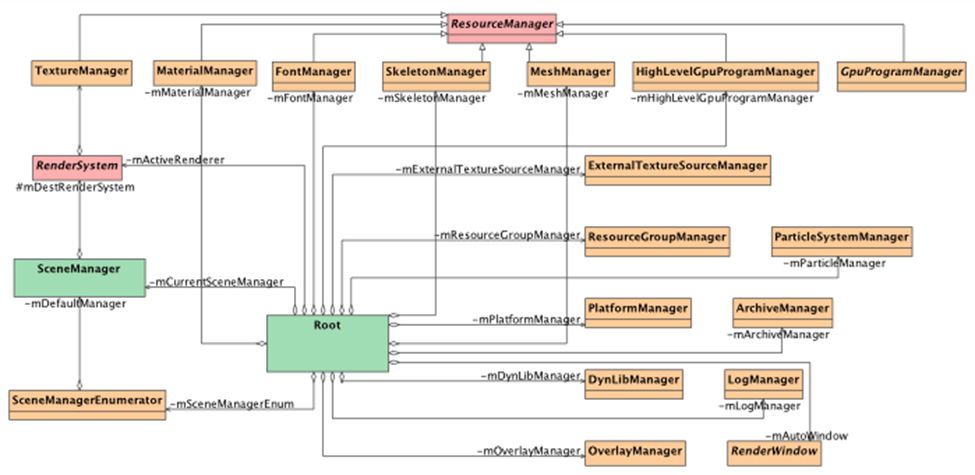 ResourceManager
TextureManager
MaterialManager
FontManager
SkeletonManager
MeshManager
HighLevelGpuProgramManager
GpuProgramManager
-mMaterialManager
-mFontManager
-mSkeletonManager
-mMeshManager
-mHighLevelGpuProgramManager
RenderSystem
-mActiveRenderer
-mExternalTextureSourceManager
ExternalTextureSourceManager
#mDestRenderSystem
-mResourceGroupManager
ResourceGroupManager
ParticleSystemManager
-mParticleManager
SceneManager
-mCurrentSceneManager
-mDefaultManager
Root
-mPlatformManager
PlatformManager
ArchiveManager
-mArchiveManager
-mDynLibManager
DynLibManager
LogManager
-mLogManager
SceneManagerEnumerator
-mSceneManagerEnum
-mAutoWindow
-mOverlayManager
OverlayManager
RenderWindow